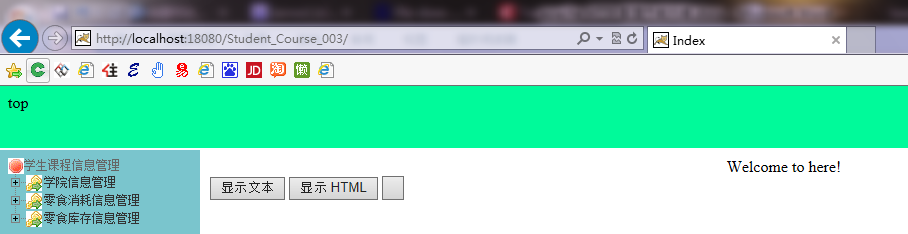 http://localhost:18080/Student_Course_003/
Index
JD
淘
懒
top
学生课程信息管理
学院信息管理
零食消耗信息管理
零食库存信息管理
Welcome to here!
显示文本 显示 HTML